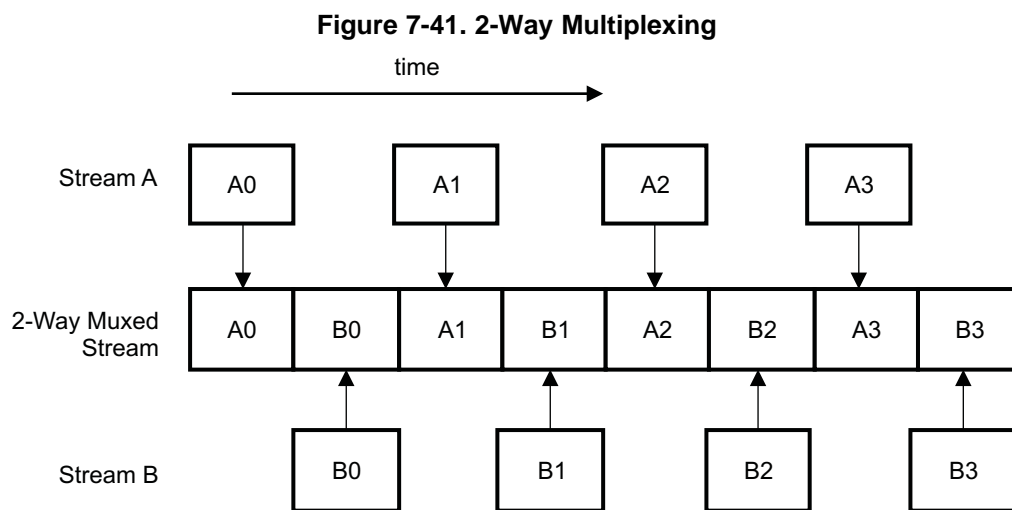 Figure 7-41. 2-Way Multiplexing
time
Stream A
A0 A1 A2 A3
2-Way Muxed
Stream
A0 B0 A1 B1 A2 B2 A3 B3
Stream B
B0 B1 B2 B3